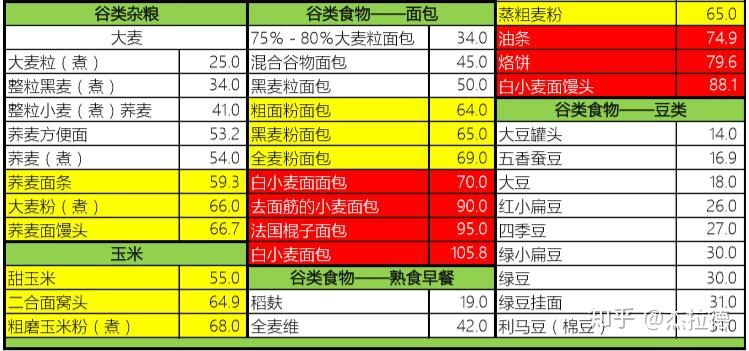 谷类杂粮
大麦
大麦粒（煮） 25.0
整粒黑麦（煮） 34.0
整粒小麦（煮）荞麦 41.0
荞麦方便面 53.2
荞麦（煮） 54.0
荞麦面条 59.3
大麦粉（煮） 66.0
荞麦面馒头 66.7
玉米
甜玉米 55.0
二合面窝头 64.9
粗磨玉米粉（煮） 68.0
谷类食物——面包
75% - 80%大麦粒面包 34.0
混合谷物面包 45.0
黑麦粒面包 50.0
粗面粉面包 64.0
黑麦粉面包 65.0
全麦粉面包 69.0
白小麦面面包 70.0
去面筋的小麦面包 90.0
法国棍子面包 95.0
白小麦面包 105.8
谷类食物——熟食早餐
稻麸 19.0
全麦维 42.0
蒸粗麦粉 65.0
油条 74.9
烙饼 79.6
白小麦面馒头 88.1
谷类食物——豆类
大豆罐头 14.0
五香蚕豆 16.9
大豆 18.0
红小扁豆 26.0
四季豆 27.0
绿小扁豆 30.0
绿豆 30.0
绿豆挂面 31.0
利马豆（棉豆）
知乎 @杰拉德